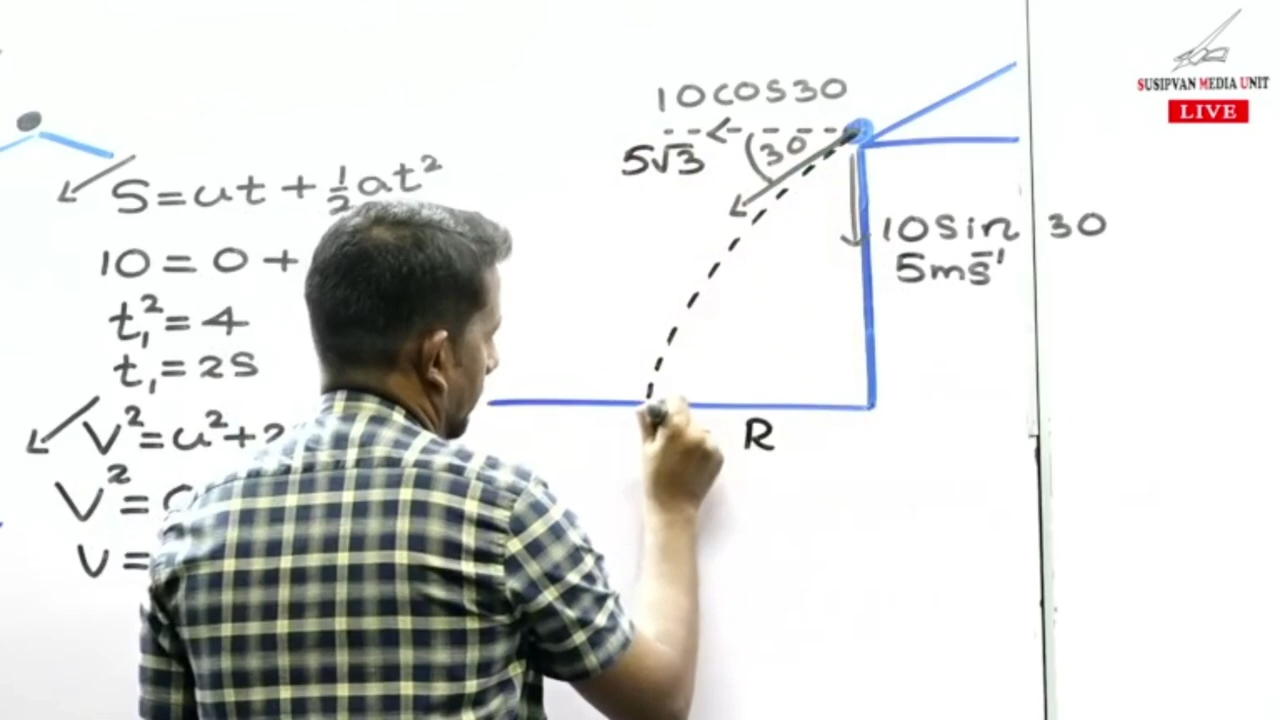 S=ut+½at²
10=0+
t₁²=4
t₁=2s
V²=u²+2
V²=
V=
10cos30
5√3
30
10sin 30
5ms⁻¹
R
SUSIPVAN MEDIA UNIT
LIVE